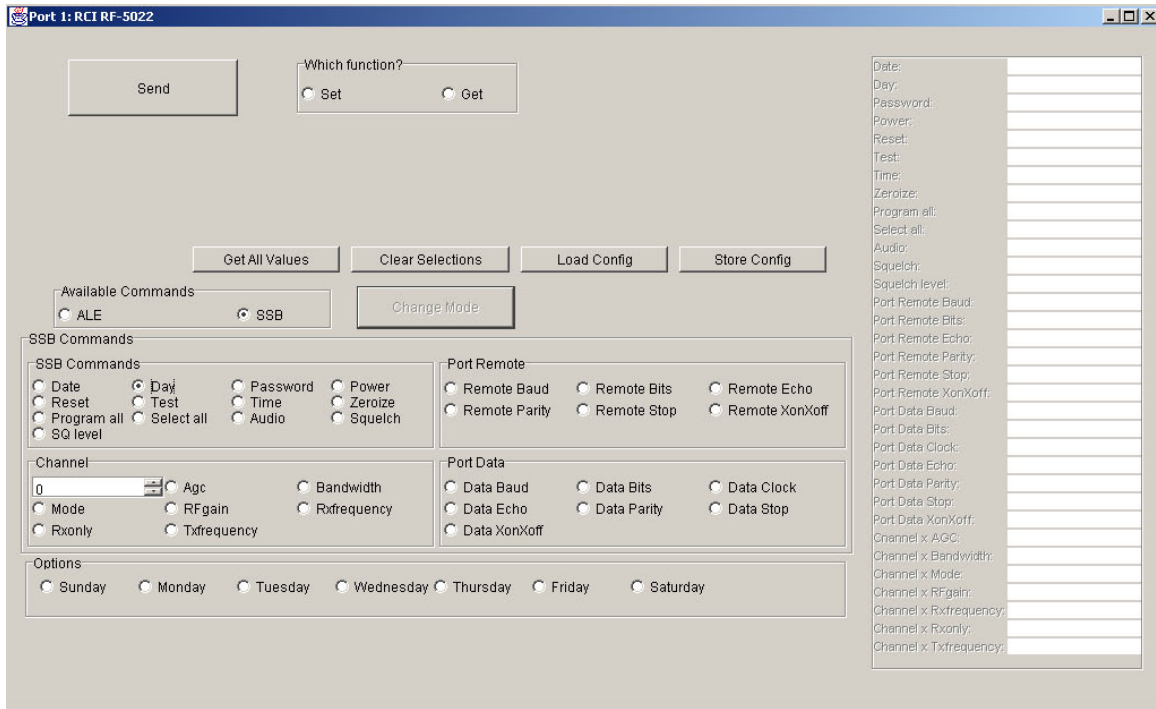 Port 1: RCI RF-5022
Send
Which function?
Set Get
Get All Values Clear Selections Load Config Store Config
Available Commands
ALE SSB
Change Mode
SSB Commands
SSB Commands
Date Day Password Power
Reset Test Time Zeroize
Program all Select all Audio Squelch
SQ level
Port Remote
Remote Baud Remote Bits Remote Echo
Remote Parity Remote Stop Remote XonXoff
Channel
0 Agc Bandwidth
Mode RFgain Rxfrequency
Rxonly Txfrequency
Port Data
Data Baud Data Bits Data Clock
Data Echo Data Parity Data Stop
Data XonXoff
Options
Sunday Monday Tuesday Wednesday Thursday Friday Saturday
Date:
Day:
Password:
Power:
Reset:
Test:
Time:
Zeroize:
Program all:
Select all:
Audio:
Squelch:
Squelch level:
Port Remote Baud:
Port Remote Bits:
Port Remote Echo:
Port Remote Parity:
Port Remote Stop:
Port Remote XonXoff:
Port Data Baud:
Port Data Bits:
Port Data Clock:
Port Data Echo:
Port Data Parity:
Port Data Stop:
Port Data XonXoff:
Channel x AGC:
Channel x Bandwidth:
Channel x Mode:
Channel x RFgain:
Channel x Rxfrequency:
Channel x Rxonly:
Channel x Txfrequency: